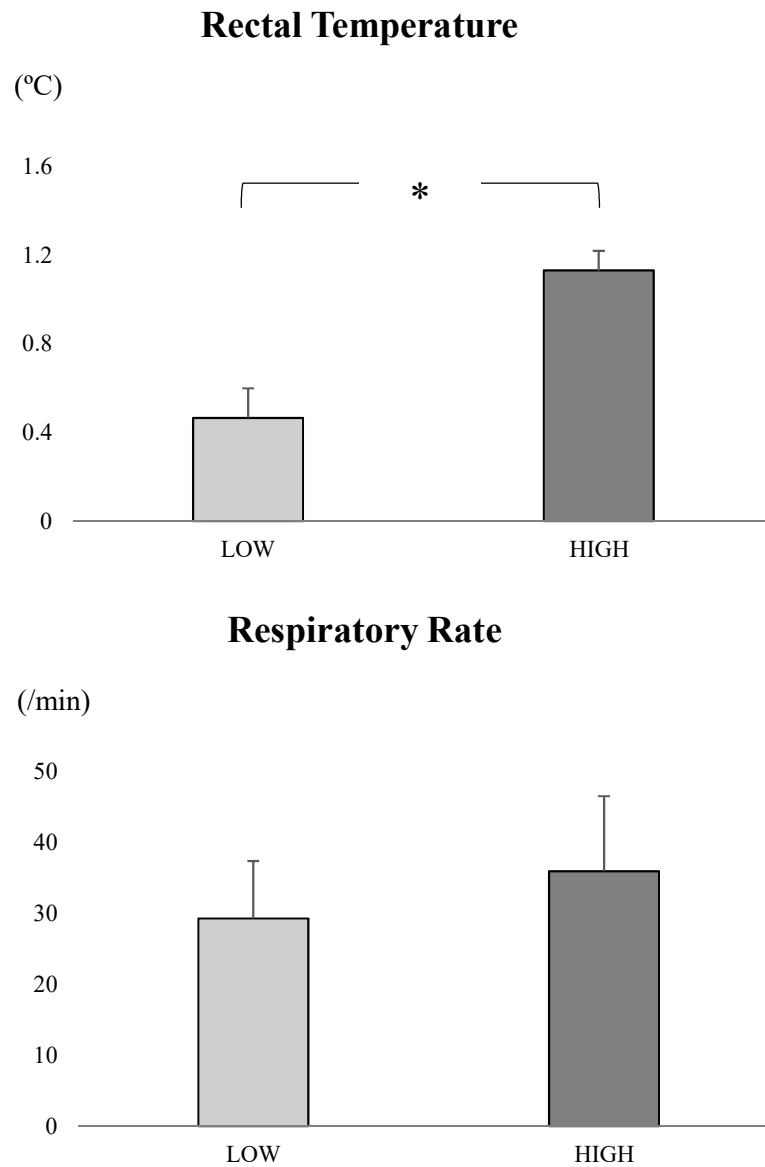 Rectal Temperature
(ºC)
1.6
*
1.2
0.8
0.4
0
LOW HIGH
Respiratory Rate
(/min)
50
40
30
20
10
0
LOW HIGH